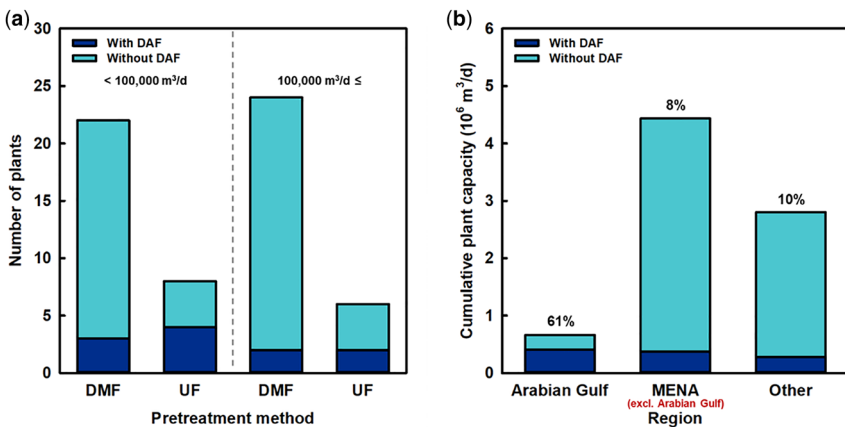 (a)
30
25
20
15
10
5
0
Number of plants
With DAF
Without DAF
< 100,000 m³/d
100,000 m³/d ≤
DMF UF DMF UF
Pretreatment method
(b)
6
5
4
3
2
1
0
Cumulative plant capacity (10⁶ m³/d)
With DAF
Without DAF
61%
8%
10%
Arabian Gulf MENA Other
(excl. Arabian Gulf)
Region